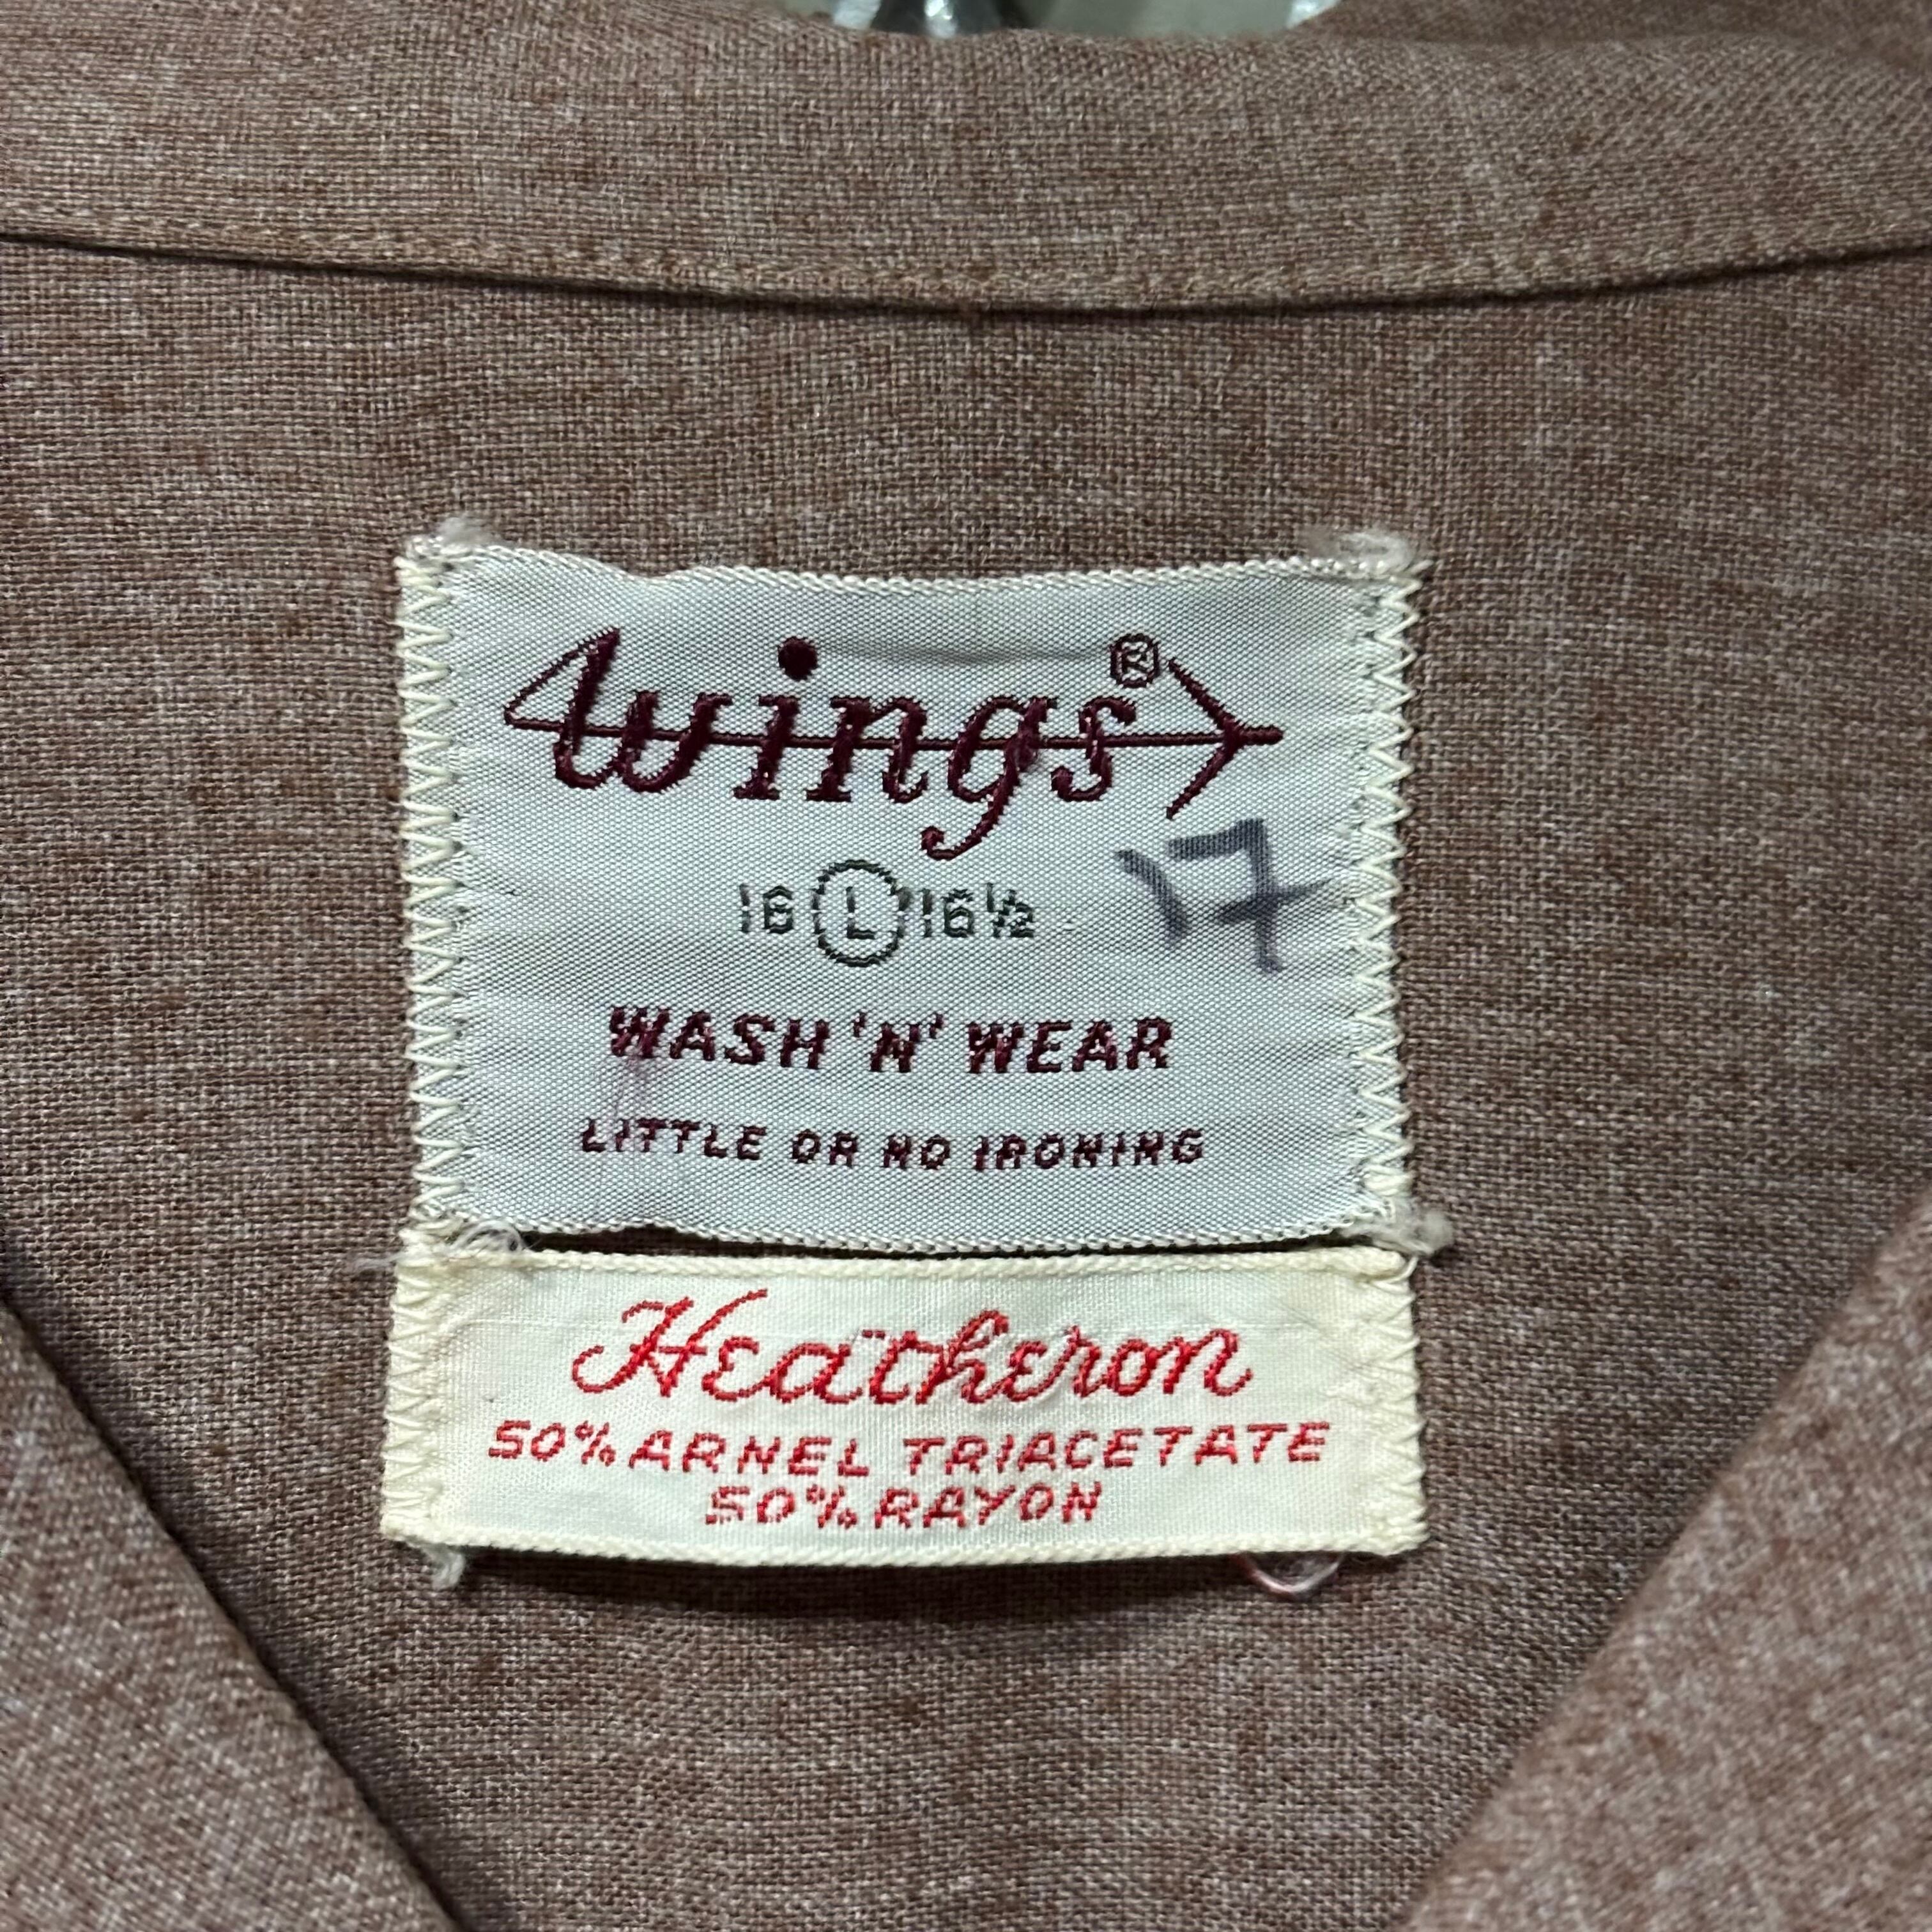 wings®
17
16 L 16½
WASH 'N' WEAR
LITTLE OR NO IRONING
Heatheron
50% ARNEL TRIACETATE
50% RAYON